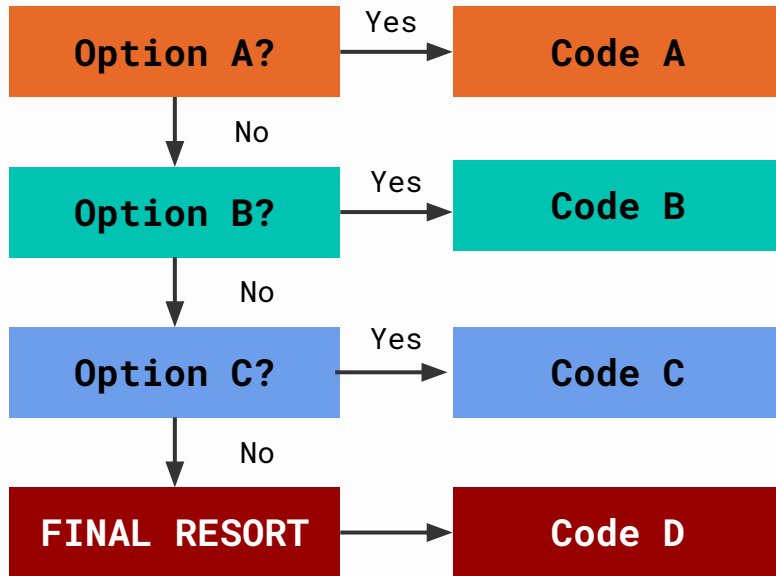 Option A?
Yes
Code A
No
Option B?
Yes
Code B
No
Option C?
Yes
Code C
No
FINAL RESORT
Code D